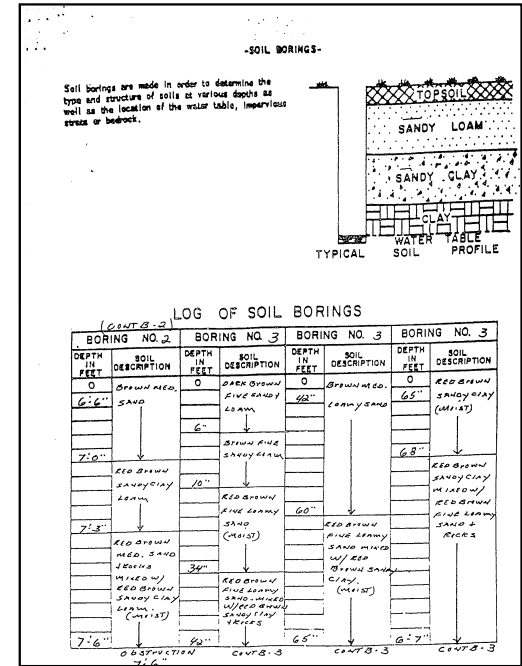 -SOIL BORINGS-
Soil borings are made in order to determine the
type and structure of soils at various depths as
well as the location of the water table, impervious
strata or bedrock.
TOPSOIL
SANDY LOAM
SANDY CLAY
CLAY
WATER TABLE
TYPICAL SOIL PROFILE
LOG OF SOIL BORINGS
(CONT B-2)
BORING NO. 2 BORING NO. 3 BORING NO. 3 BORING NO. 3
DEPTH IN FEET SOIL DESCRIPTION DEPTH IN FEET SOIL DESCRIPTION DEPTH IN FEET SOIL DESCRIPTION DEPTH IN FEET SOIL DESCRIPTION
0
6:6"
BROWN MED.
SAND
7:0"
RED BROWN
SANDY CLAY
LOAM
7:3"
RED BROWN
MED. SAND
+ ROCKS
MIXED W/
RED BROWN
SANDY CLAY
LOAM.
(MOIST)
7:6"
OBSTRUCTION
7:6"
0
DARK BROWN
FINE SANDY
LOAM
6"
BROWN FINE
SANDY LOAM
10"
RED BROWN
FINE LOAMY
SAND
(MOIST)
34"
RED BROWN
FINE LOAMY
SAND MIXED
W/RED BROWN
SANDY CLAY
+ ROCKS
42"
CONT B-3
0
42"
BROWN MED.
LOAMY SAND
60"
RED BROWN
FINE LOAMY
SAND MIXED
W/ RED
BROWN SANDY
CLAY.
(MOIST)
65"
CONT B-3
0
65"
RED BROWN
SANDY CLAY
(MOIST)
68"
RED BROWN
SANDY CLAY
MIXED W/
RED BROWN
FINE LOAMY
SAND +
ROCKS
6:7"
CONT B-3